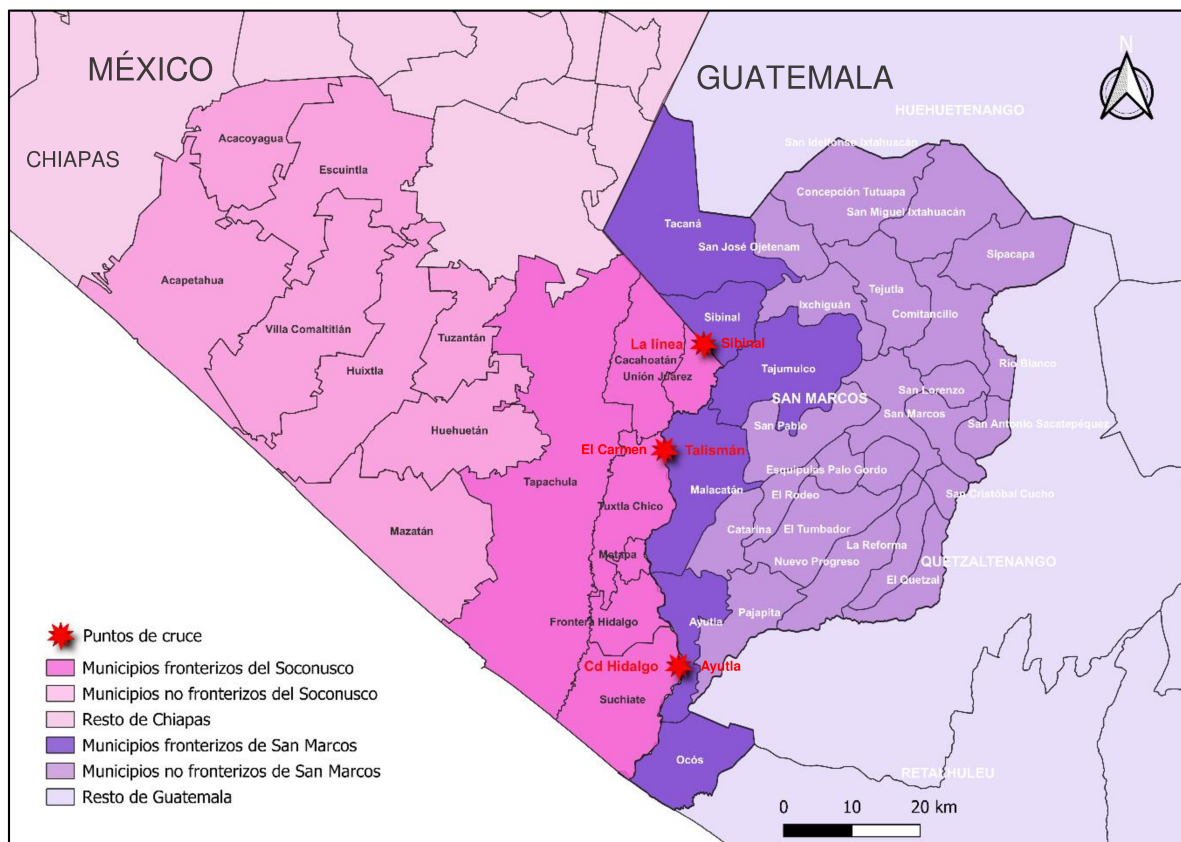 MÉXICO
GUATEMALA
N
HUEHUETENANGO
CHIAPAS
Acacoyagua
Escuintla
San Idelfonso Ixtahuacán
Concepción Tutuapa
San Miguel Ixtahuacán
Tacaná
San José Ojetenam
Sipacapa
Acapetahua
Tejutla
Ixchiguán
Comitancillo
Villa Comaltitlán
Tuzantán
Sibinal
La línea
Sibinal
Cacahoatán
Unión Juárez
Huixtla
Tajumulco
Río Blanco
San Lorenzo
SAN MARCOS
San Marcos
San Antonio Sacatepéquez
San Pablo
Huehuetán
El Carmen
Talismán
Esquipulas Palo Gordo
Tapachula
Malacatán
El Rodeo
San Cristóbal Cucho
Tuxtla Chico
Catarina
El Tumbador
Mazatán
La Reforma
Metapa
Nuevo Progreso
QUETZALTENANGO
El Quetzal
Pajapita
Frontera Hidalgo
Ayutla
Cd Hidalgo
Ayutla
Suchiate
Ocós
RETALHULEU
Puntos de cruce
Municipios fronterizos del Soconusco
Municipios no fronterizos del Soconusco
Resto de Chiapas
Municipios fronterizos de San Marcos
Municipios no fronterizos de San Marcos
Resto de Guatemala
0 10 20 km